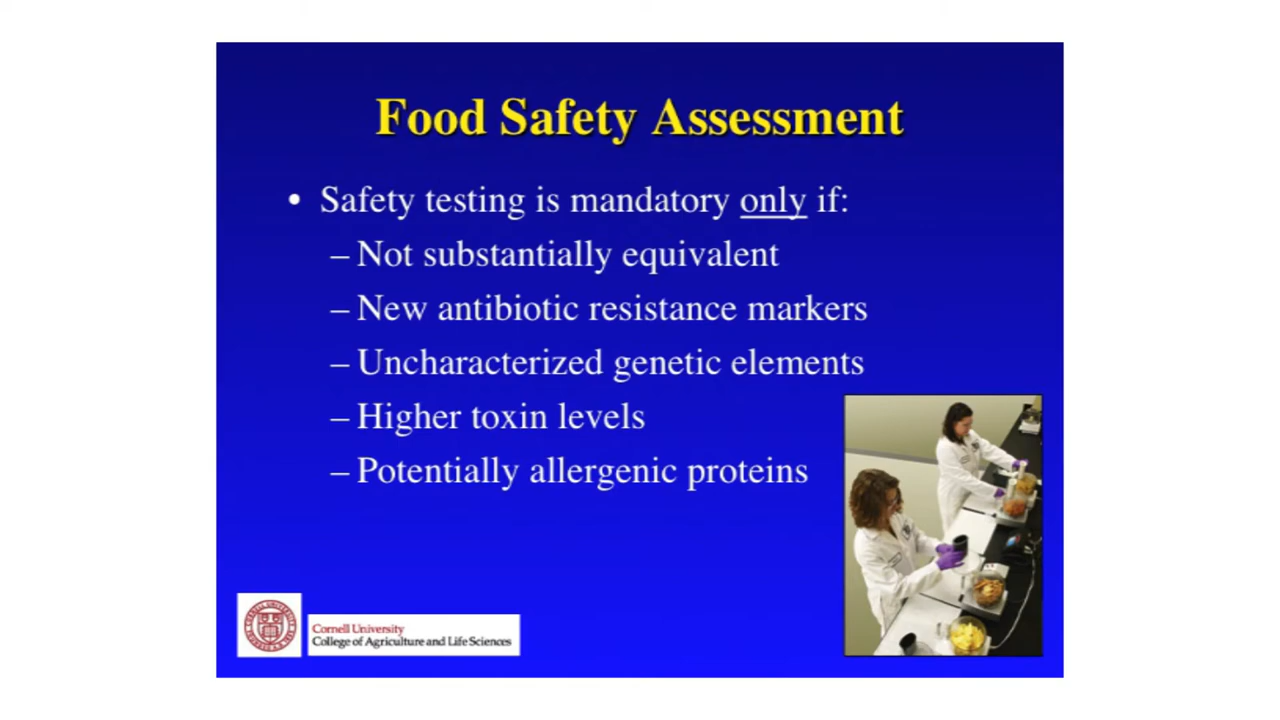 Food Safety Assessment
• Safety testing is mandatory only if:
– Not substantially equivalent
– New antibiotic resistance markers
– Uncharacterized genetic elements
– Higher toxin levels
– Potentially allergenic proteins
Cornell University
College of Agriculture and Life Sciences